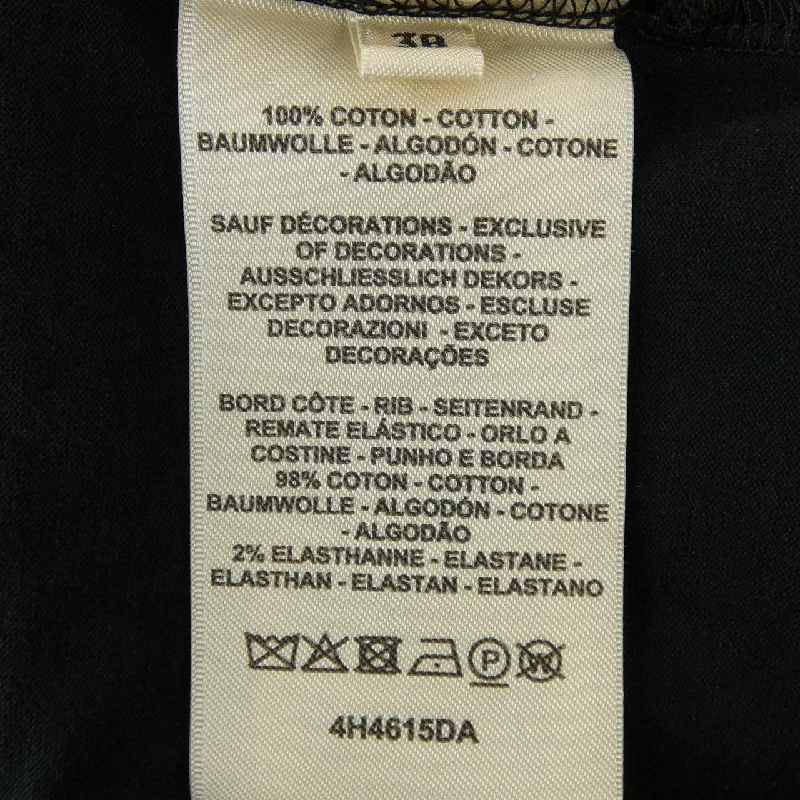 100% COTON - COTTON -
BAUMWOLLE - ALGODÓN - COTONE
- ALGODÃO
SAUF DÉCORATIONS - EXCLUSIVE
OF DECORATIONS -
AUSSCHLIESSLICH DEKORS -
EXCEPTO ADORNOS - ESCLUSE
DECORAZIONI - EXCETO
DECORAÇÕES
BORD CÔTE - RIB - SEITENRAND -
REMATE ELÁSTICO - ORLO A
COSTINE - PUNHO E BORDA
98% COTON - COTTON -
BAUMWOLLE - ALGODÓN - COTONE
- ALGODÃO
2% ELASTHANNE - ELASTANE -
ELASTHAN - ELASTAN - ELASTANO
P W
4H4615DA